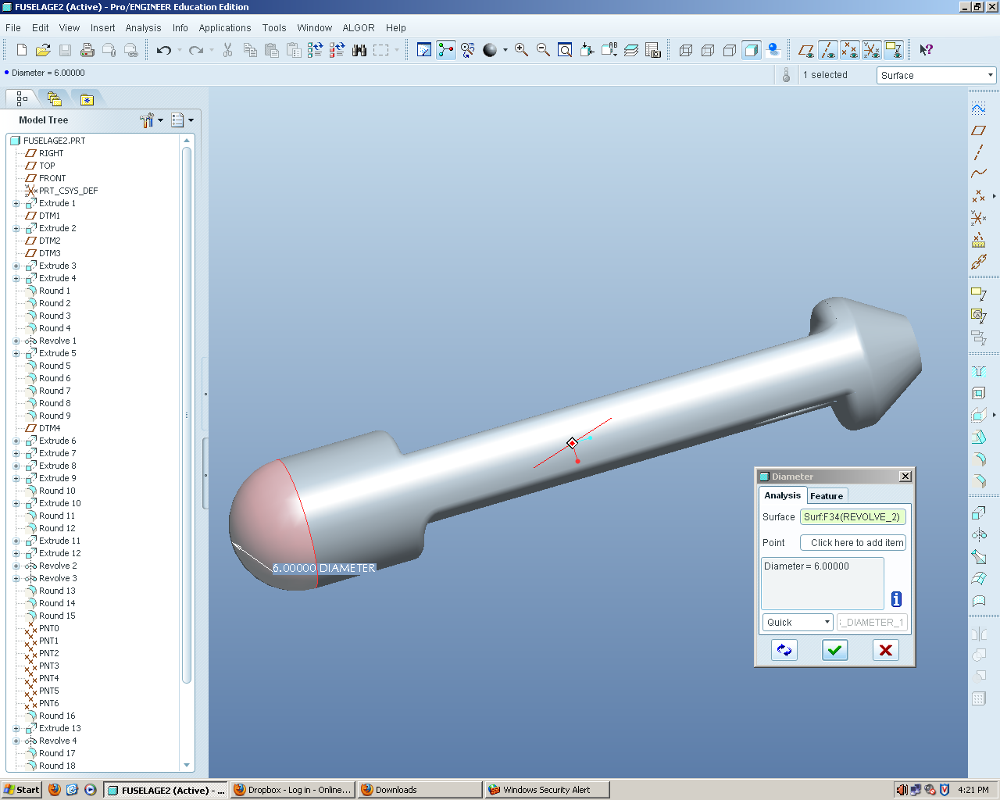 FUSELAGE2 (Active) - Pro/ENGINEER Education Edition
File Edit View Insert Analysis Info Applications Tools Window ALGOR Help
Diameter = 6.00000
1 selected
Surface
Model Tree
FUSELAGE2.PRT
RIGHT
TOP
FRONT
PRT_CSYS_DEF
Extrude 1
DTM1
Extrude 2
DTM2
DTM3
Extrude 3
Extrude 4
Round 1
Round 2
Round 3
Round 4
Revolve 1
Extrude 5
Round 5
Round 6
Round 7
Round 8
Round 9
DTM4
Extrude 6
Extrude 7
Extrude 8
Extrude 9
Round 10
Extrude 10
Round 11
Round 12
Extrude 11
Extrude 12
Revolve 2
Revolve 3
Round 13
Round 14
Round 15
PNT0
PNT1
PNT2
PNT3
PNT4
PNT5
PNT6
Round 16
Extrude 13
Revolve 4
Round 17
Round 18
6.00000 DIAMETER
Diameter
Analysis Feature
Surface Surf:F34(REVOLVE_2)
Point Click here to add item
Diameter = 6.00000
Quick _DIAMETER_1
Start
FUSELAGE2 (Active) - ...
Dropbox - Log in - Online...
Downloads
Windows Security Alert
4:21 PM